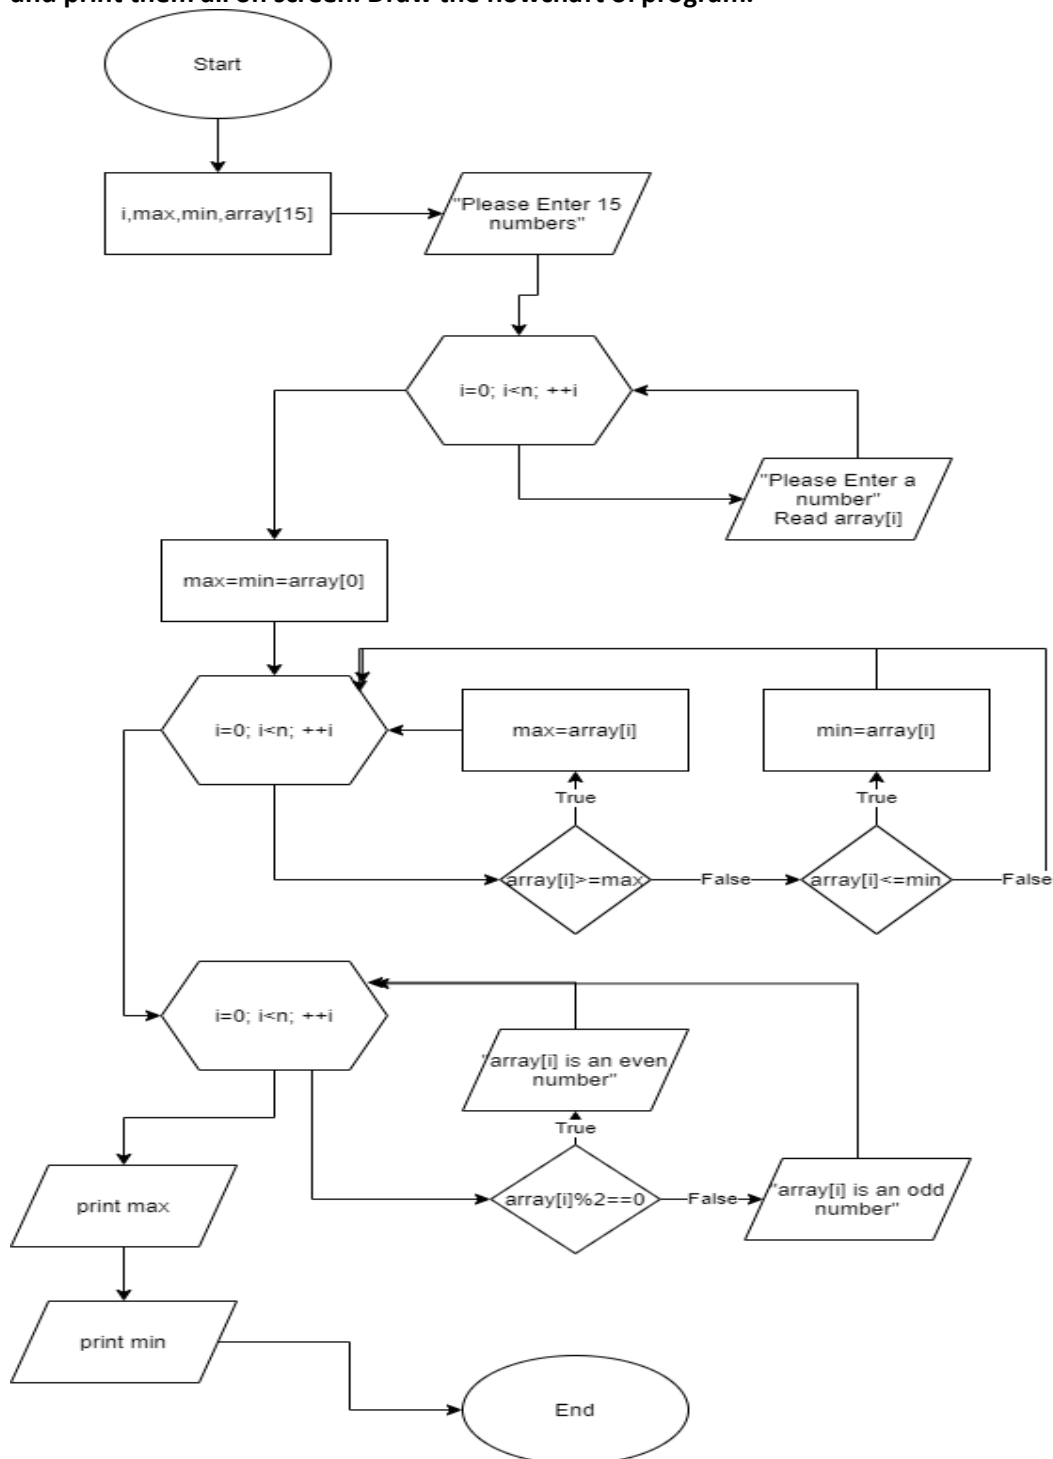 and print them all on screen. Draw the flowchart of program.
Start
i,max,min,array[15]
"Please Enter 15
numbers"
i=0; i<n; ++i
"Please Enter a
number"
Read array[i]
max=min=array[0]
i=0; i<n; ++i
max=array[i]
min=array[i]
True
True
array[i]>=max
False
array[i]<=min
False
i=0; i<n; ++i
"array[i] is an even
number"
True
array[i]%2==0
False
"array[i] is an odd
number"
print max
print min
End